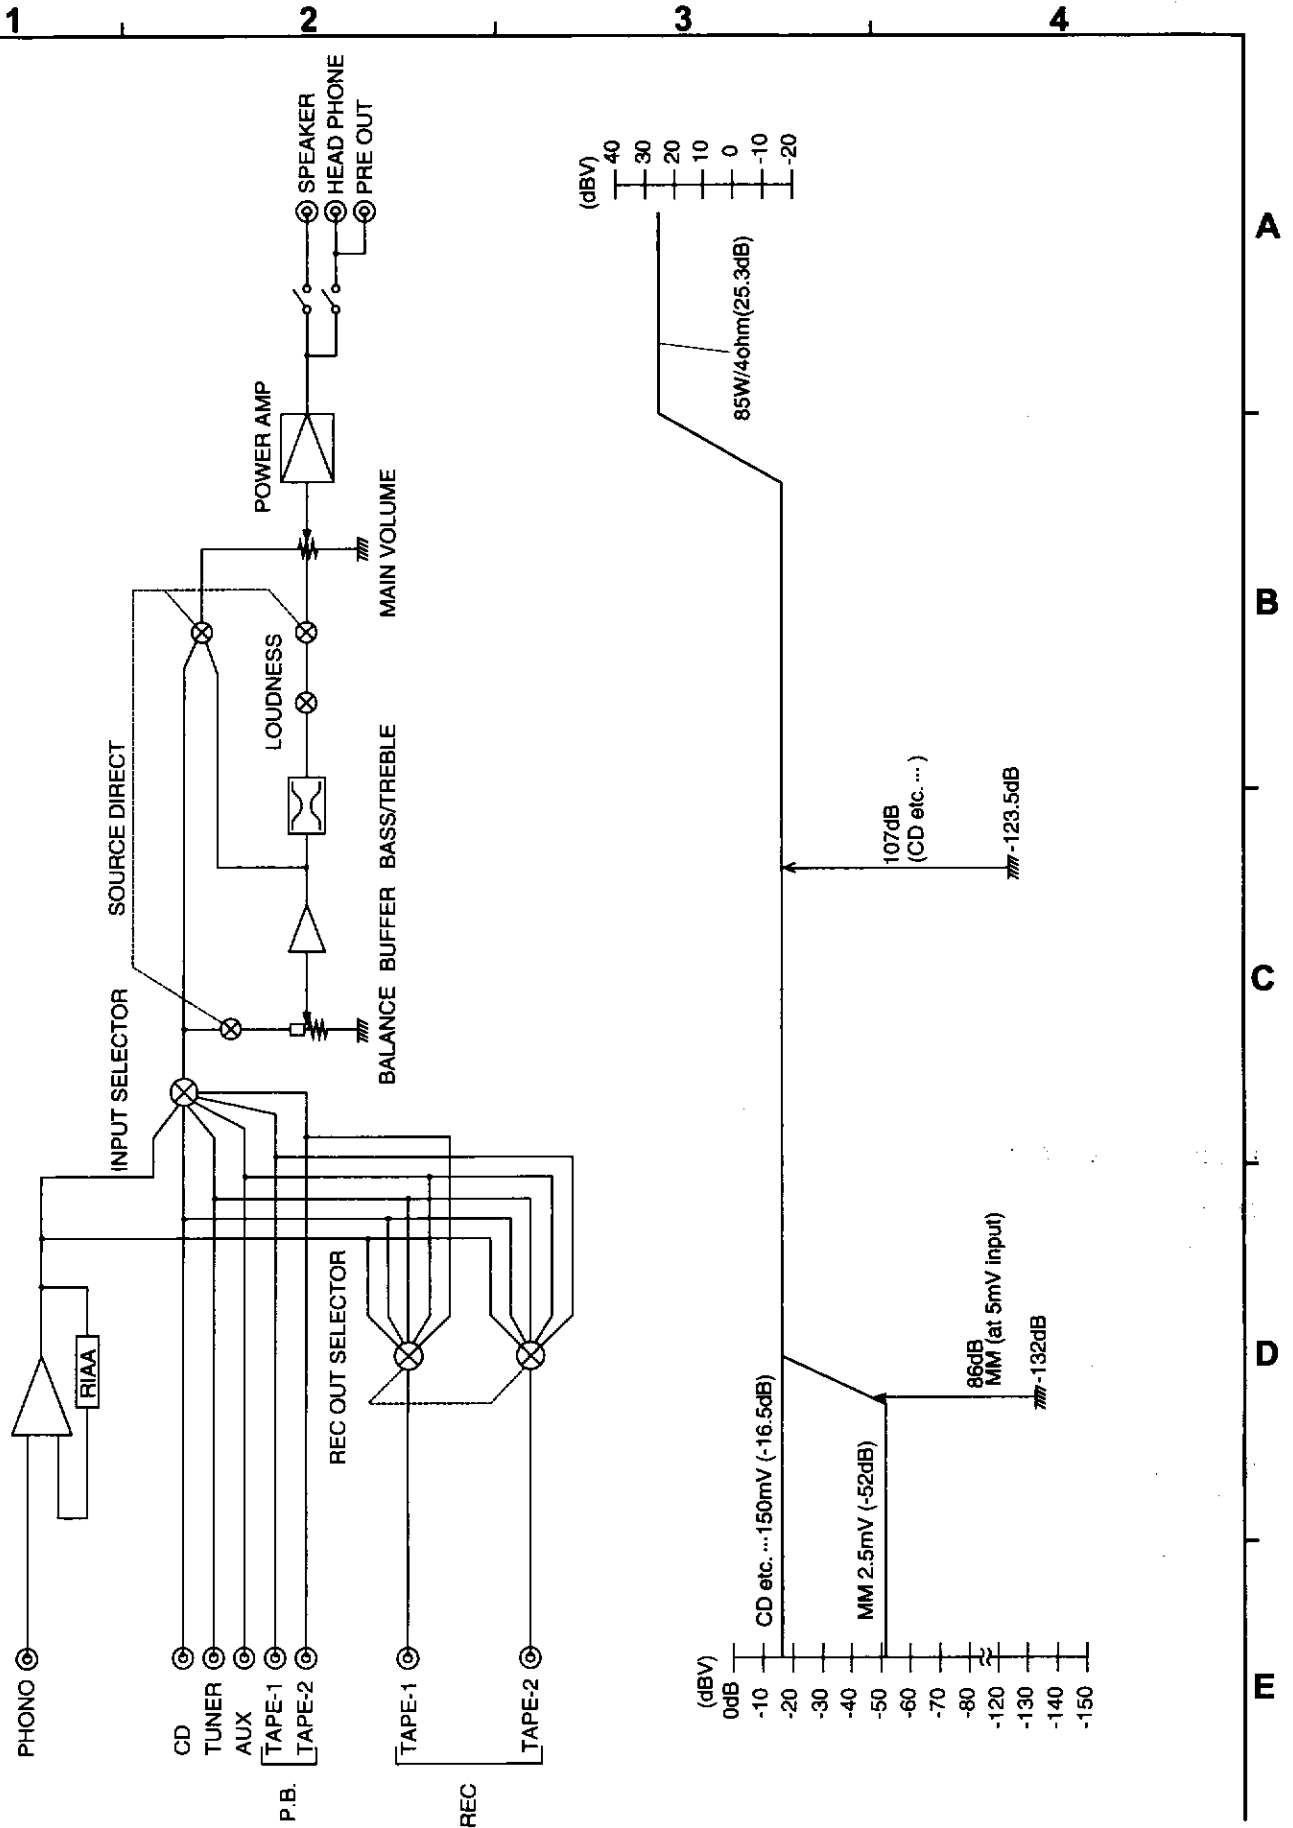 1
2
3
4
A
B
C
D
E
PHONO
CD
TUNER
AUX
TAPE-1
TAPE-2
P.B.
TAPE-1
TAPE-2
REC
RIAA
INPUT SELECTOR
REC OUT SELECTOR
SOURCE DIRECT
BALANCE
BUFFER
BASS/TREBLE
LOUDNESS
MAIN VOLUME
POWER AMP
SPEAKER
HEAD PHONE
PRE OUT
(dBV)
0dB
-10
-20
-30
-40
-50
-60
-70
-80
-120
-130
-140
-150
CD etc. ···150mV (-16.5dB)
MM 2.5mV (-52dB)
86dB
MM (at 5mV input)
-132dB
107dB
(CD etc. ··· )
-123.5dB
85W/4ohm(25.3dB)
(dBV)
40
30
20
10
0
-10
-20